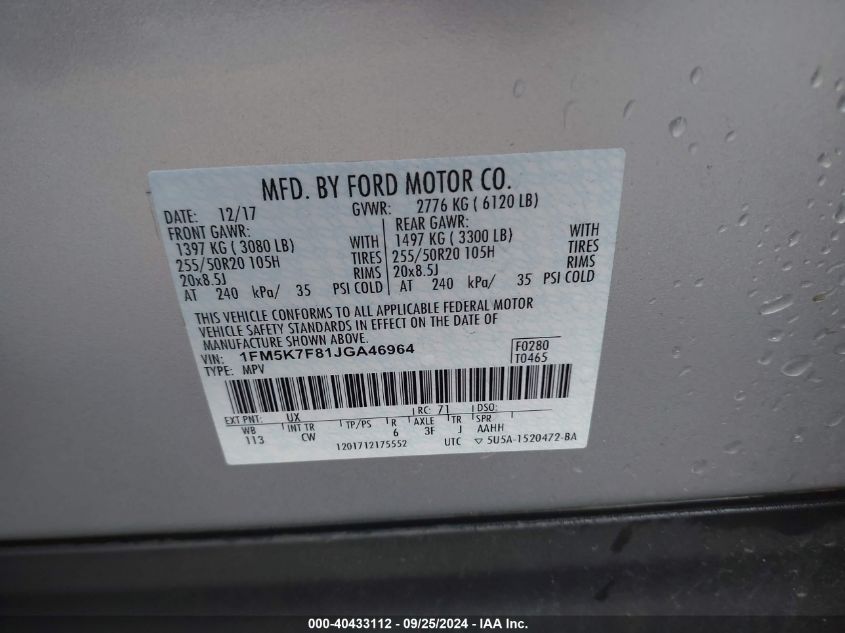 MFD. BY FORD MOTOR CO.
DATE: 12/17 GVWR: 2776 KG ( 6120 LB)
FRONT GAWR: REAR GAWR:
1397 KG ( 3080 LB) WITH 1497 KG ( 3300 LB) WITH
255/50R20 105H TIRES 255/50R20 105H TIRES
20x8.5J RIMS 20x8.5J RIMS
AT 240 kPa/ 35 PSI COLD AT 240 kPa/ 35 PSI COLD
THIS VEHICLE CONFORMS TO ALL APPLICABLE FEDERAL MOTOR
VEHICLE SAFETY STANDARDS IN EFFECT ON THE DATE OF
MANUFACTURE SHOWN ABOVE.
VIN: 1FM5K7F81JGA46964 F0280
TYPE: MPV T0465
EXT PNT: UX RC: 71 DSO:
WB INT TR TP/PS R AXLE TR SPR
113 CW 6 3F J AAHH
1201712175552 UTC ▽ 5U5A-1520472-BA
000-40433112 - 09/25/2024 - IAA Inc.